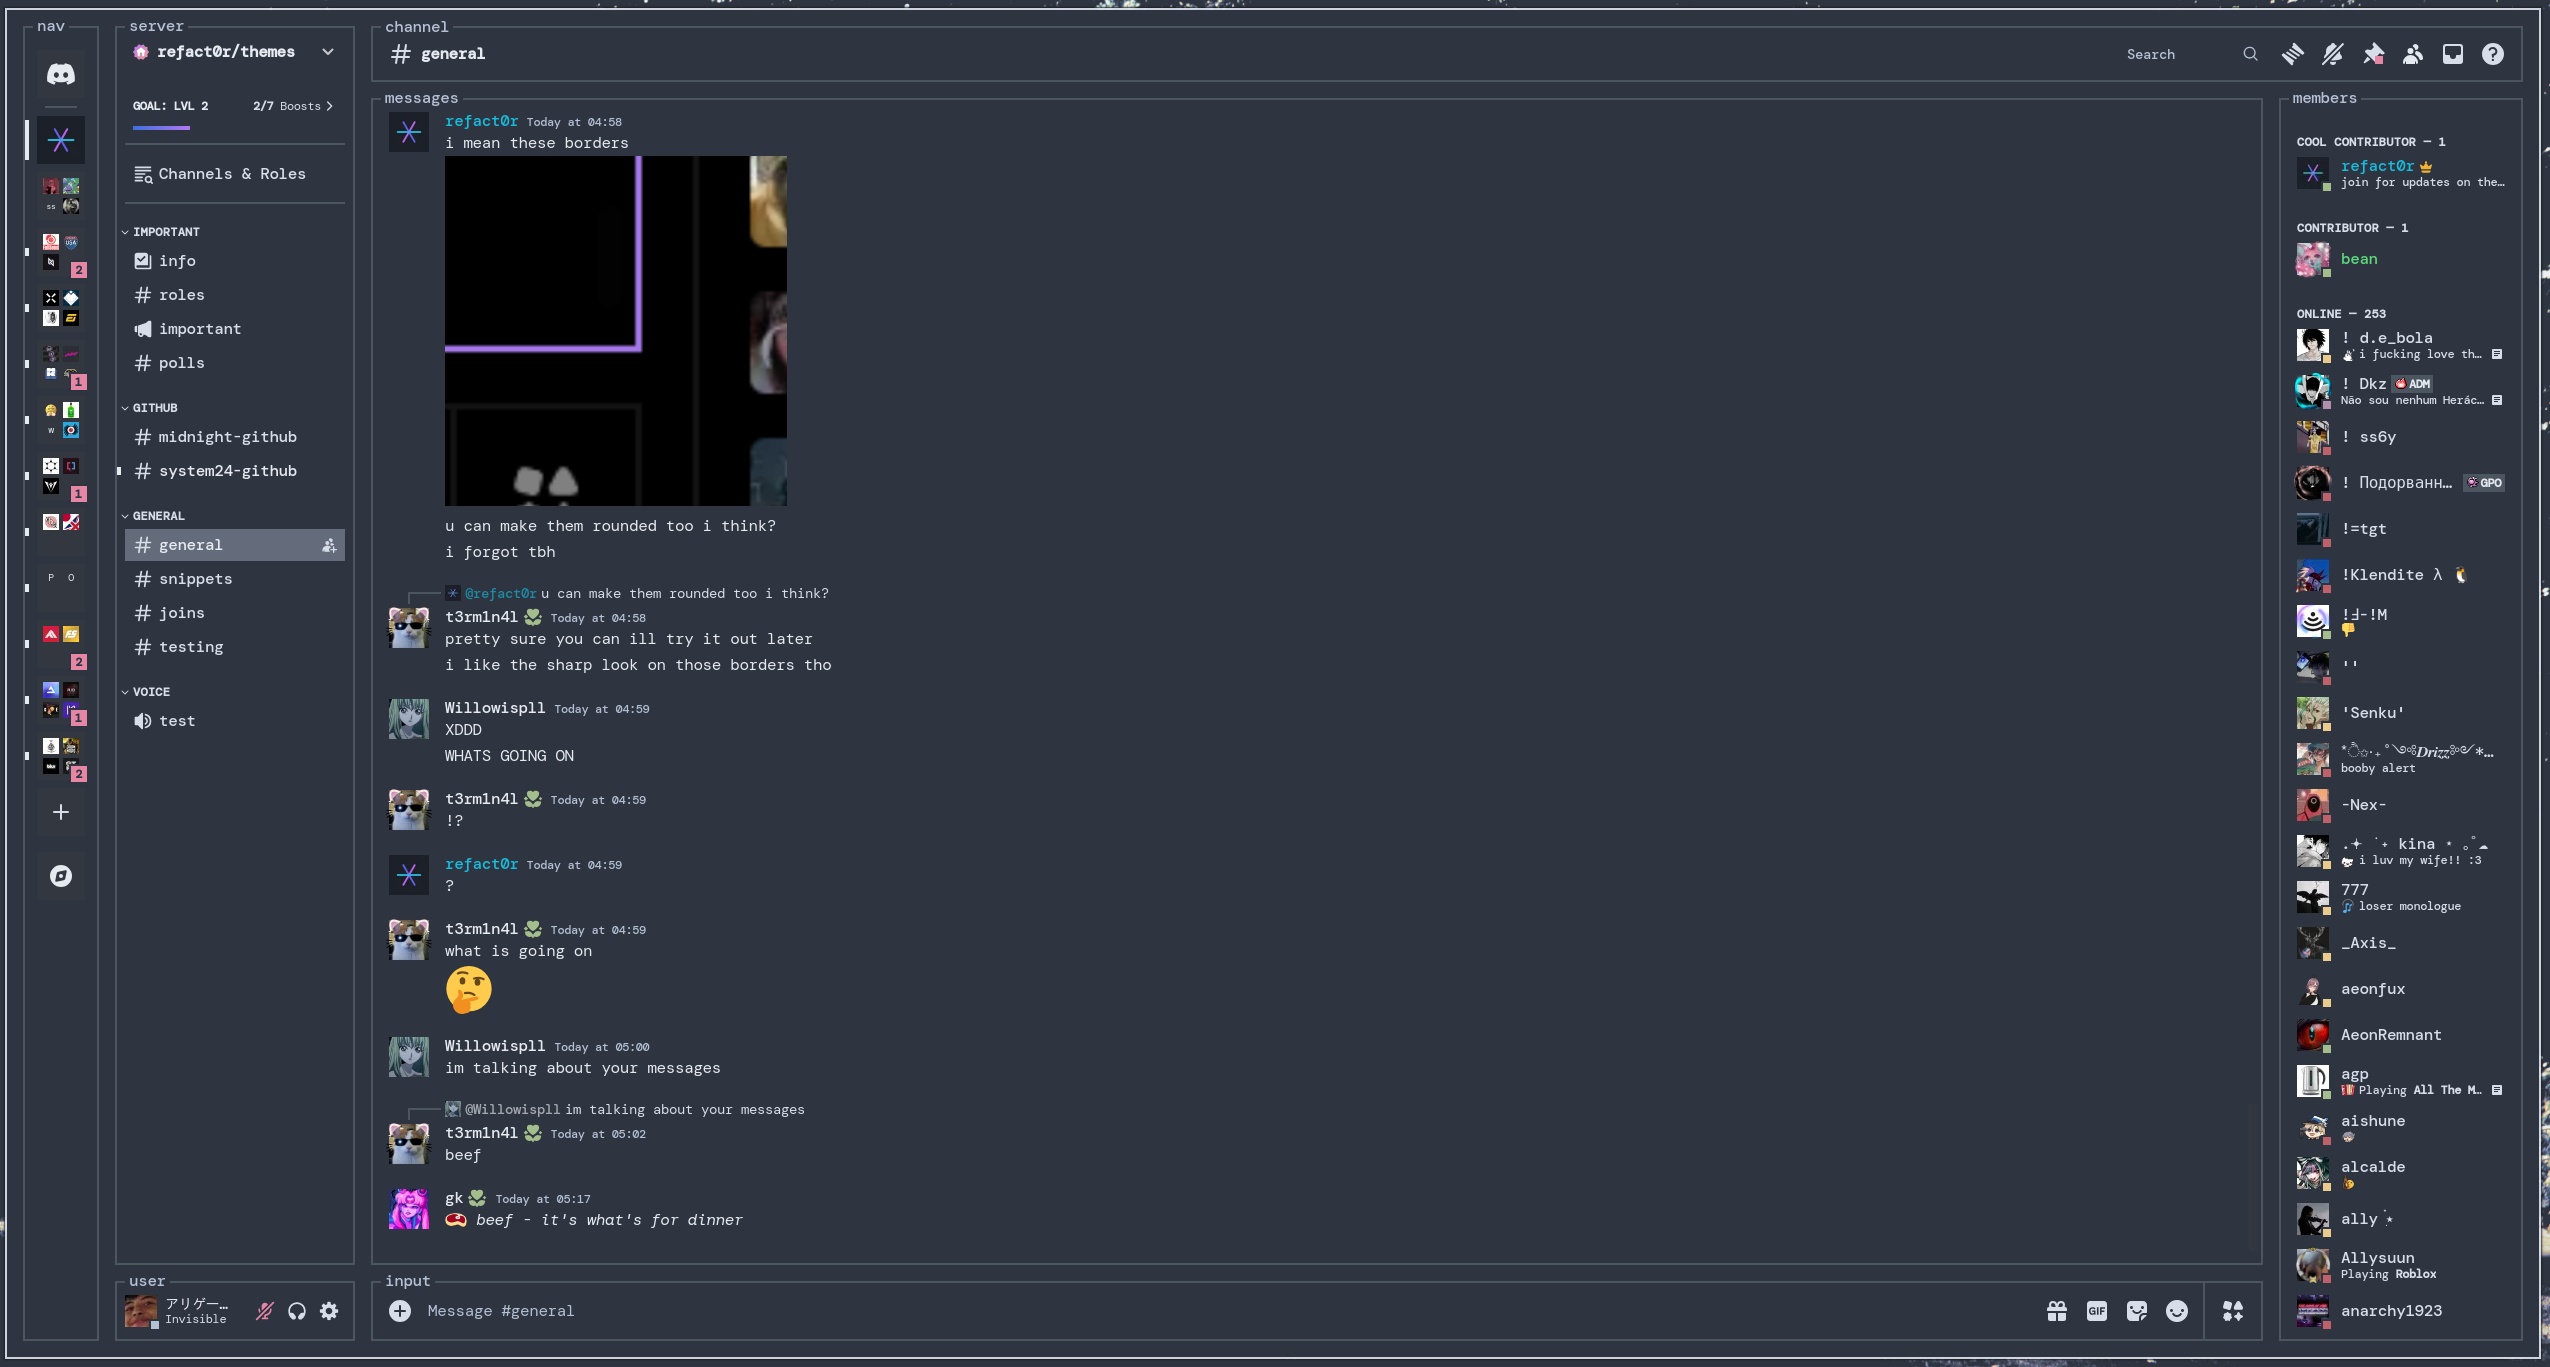 nav
server
refact0r/themes
GOAL: LVL 2
2/7 Boosts
Channels & Roles
IMPORTANT
info
roles
important
polls
GITHUB
midnight-github
system24-github
GENERAL
general
snippets
joins
testing
VOICE
test
ss
USA
2
1
W
1
P O
2
1
2
user
アリゲー…
Invisible
channel
general
Search
messages
refact0r Today at 04:58
i mean these borders
u can make them rounded too i think?
i forgot tbh
@refact0r u can make them rounded too i think?
t3rm1n4l Today at 04:58
pretty sure you can ill try it out later
i like the sharp look on those borders tho
Willowispll Today at 04:59
XDDD
WHATS GOING ON
t3rm1n4l Today at 04:59
!?
refact0r Today at 04:59
?
t3rm1n4l Today at 04:59
what is going on
Willowispll Today at 05:00
im talking about your messages
@Willowispll im talking about your messages
t3rm1n4l Today at 05:02
beef
gk Today at 05:17
beef - it's what's for dinner
input
Message #general
GIF
members
COOL CONTRIBUTOR — 1
refact0r
join for updates on the…
CONTRIBUTOR — 1
bean
ONLINE — 253
! d.e_bola
i fucking love th…
! Dkz ADM
Não sou nenhum Herác…
! ss6y
! Подорванн… GPO
!=tgt
!Klendite λ
!Ⅎ-!M
''
'Senku'
Drizz
booby alert
-Nex-
kina
i luv my wife!! :3
777
loser monologue
_Axis_
aeonfux
AeonRemnant
agp
Playing All The M…
aishune
alcalde
ally
Allysuun
Playing Roblox
anarchy1923